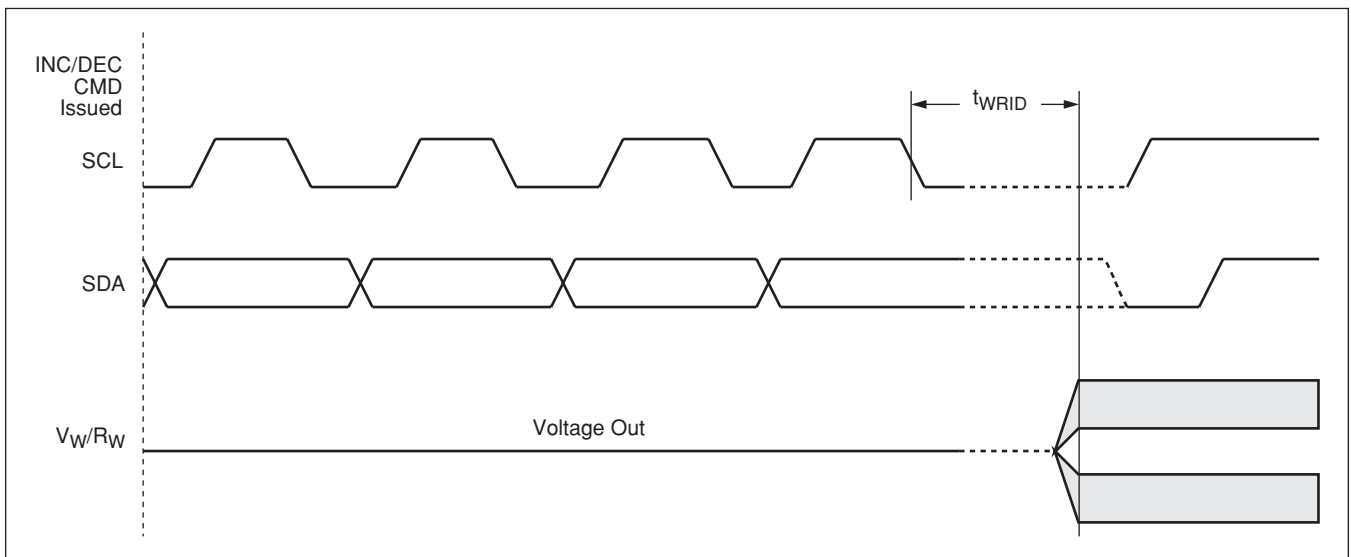 INC/DEC
CMD
Issued
tWRID
SCL
SDA
Voltage Out
VW/RW